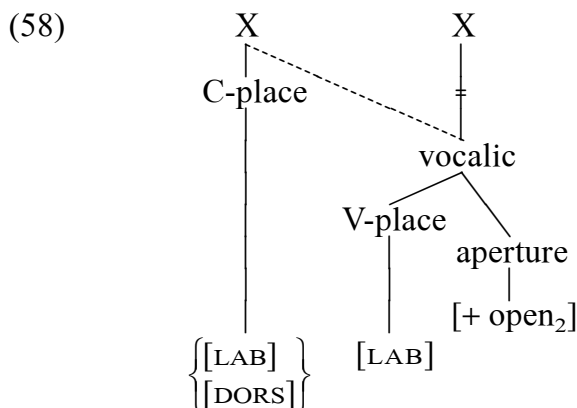 (58) X X
C-place
vocalic
V-place
aperture
[+ open₂]
{[LAB] [LAB]
[DORS]}